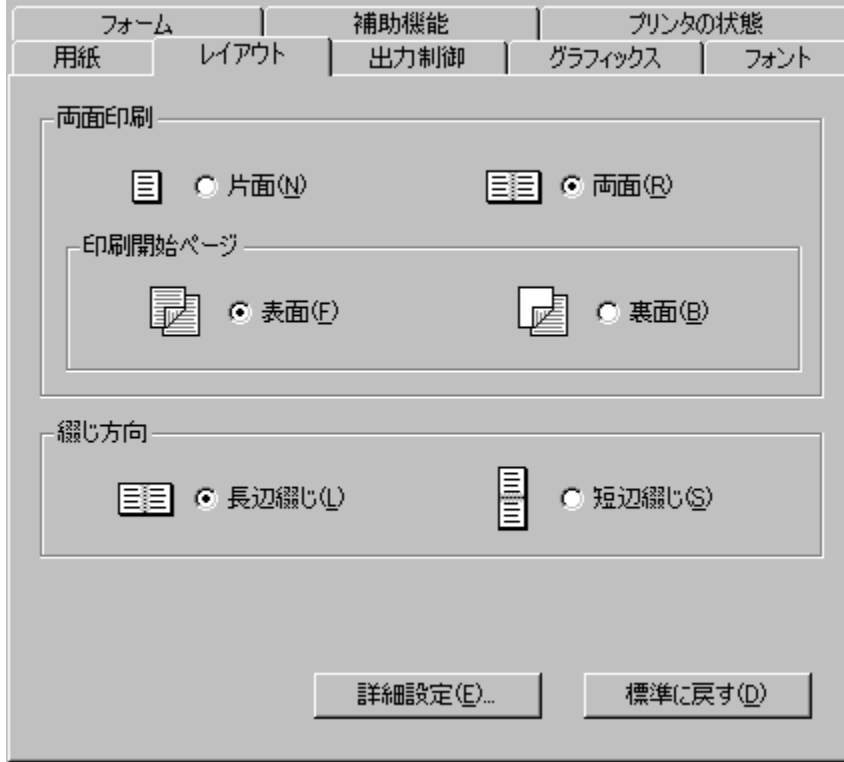 フォーム 補助機能 プリンタの状態
用紙 レイアウト 出力制御 グラフィックス フォント
両面印刷
片面(N) 両面(R)
印刷開始ページ
表面(F) 裏面(B)
綴じ方向
長辺綴じ(L) 短辺綴じ(S)
詳細設定(E)... 標準に戻す(D)